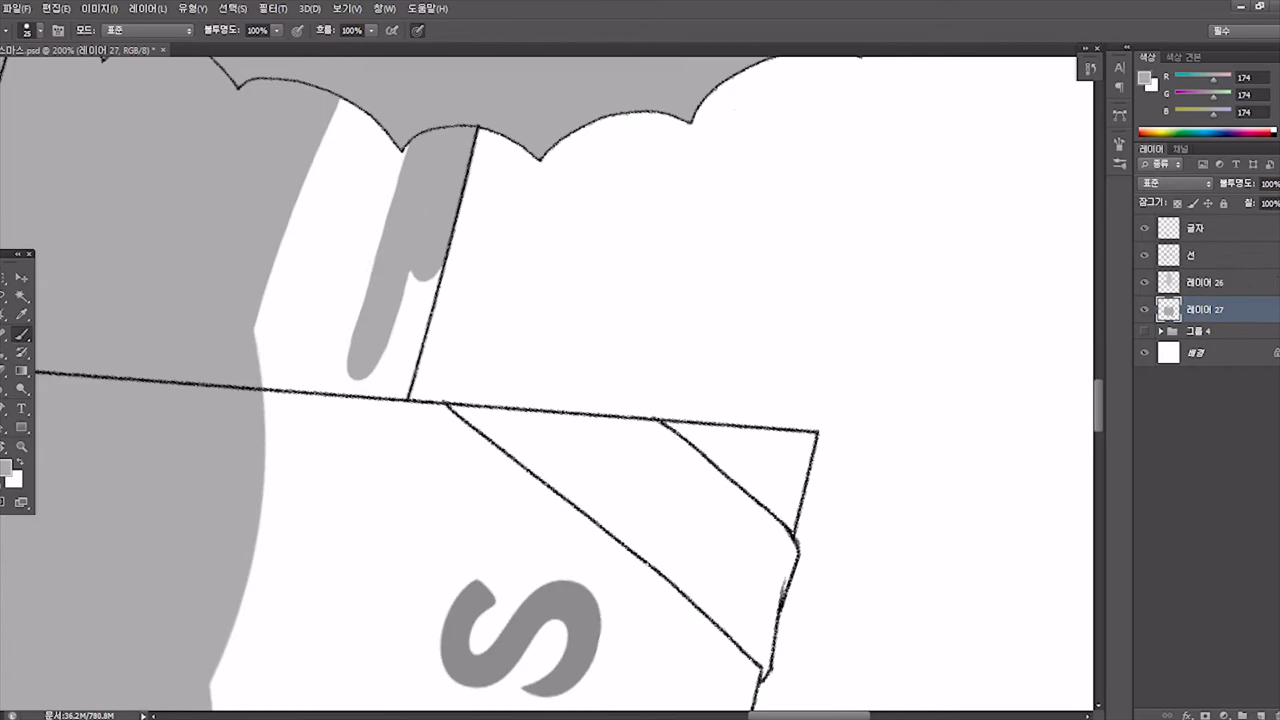 파일(F) 편집(E) 이미지(I) 레이어(L) 유형(Y) 선택(S) 필터(T) 3D(D) 보기(V) 창(W) 도움말(H)
25 모드: 표준 불투명도: 100% 흐름: 100% 필수
스마스.psd @ 200% (레이어 27, RGB/8) *
색상 색상 견본
R 174
G 174
B 174
레이어 채널
종류
표준 불투명도: 100%
잠그기: 칠: 100%
글자
선
레이어 26
레이어 27
그룹 4
배경
S
문서:36.2M/780.8M